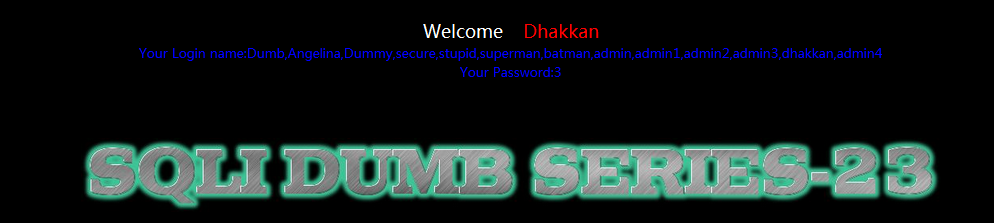 Welcome Dhakkan
Your Login name:Dumb,Angelina,Dummy,secure,stupid,superman,batman,admin,admin1,admin2,admin3,dhakkan,admin4
Your Password:3
SQLI DUMB SERIES-23